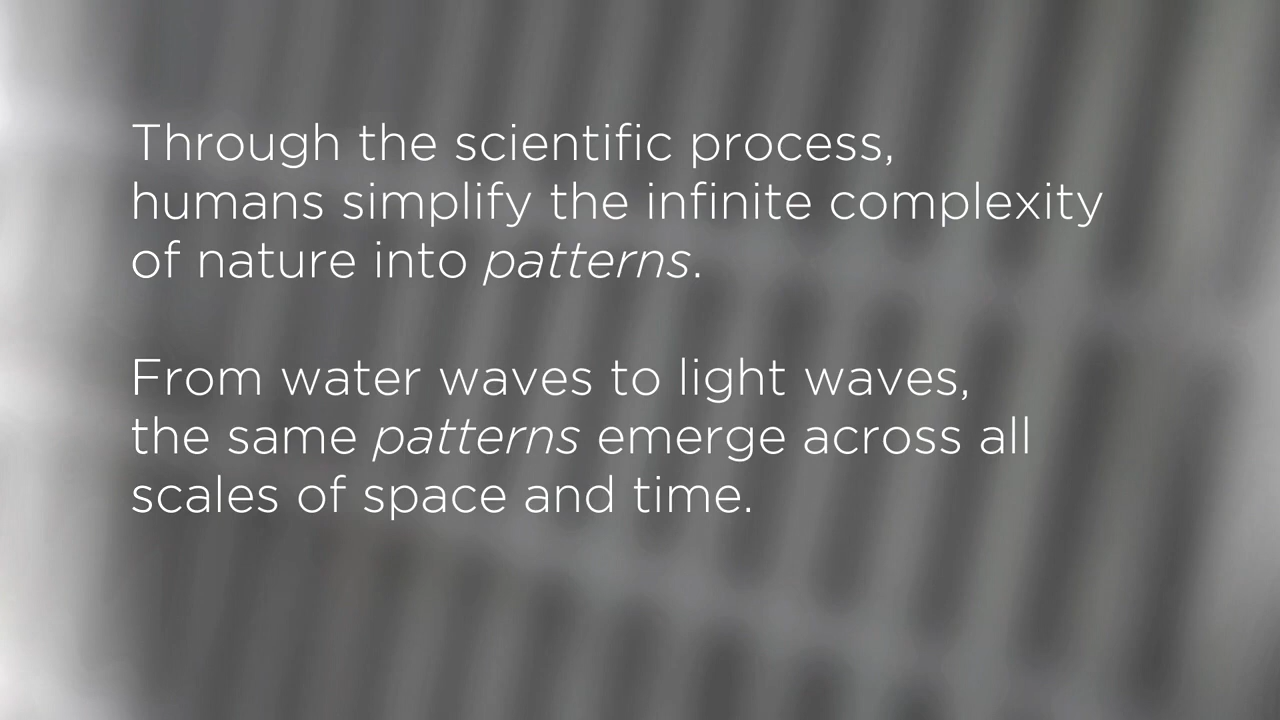 Through the scientific process,
humans simplify the infinite complexity
of nature into patterns.
From water waves to light waves,
the same patterns emerge across all
scales of space and time.